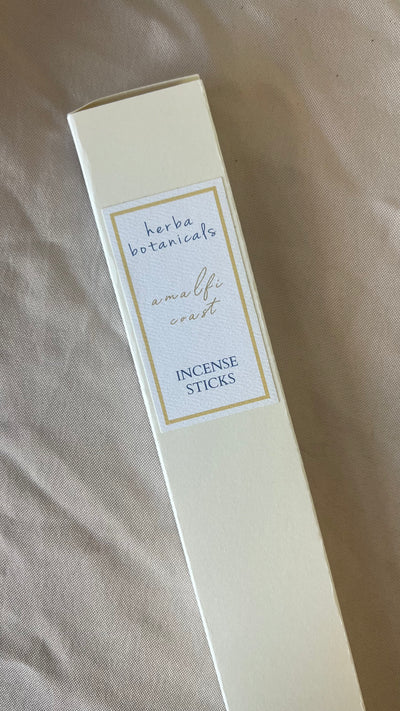 herba
botanicals
amalfi
coast
INCENSE
STICKS